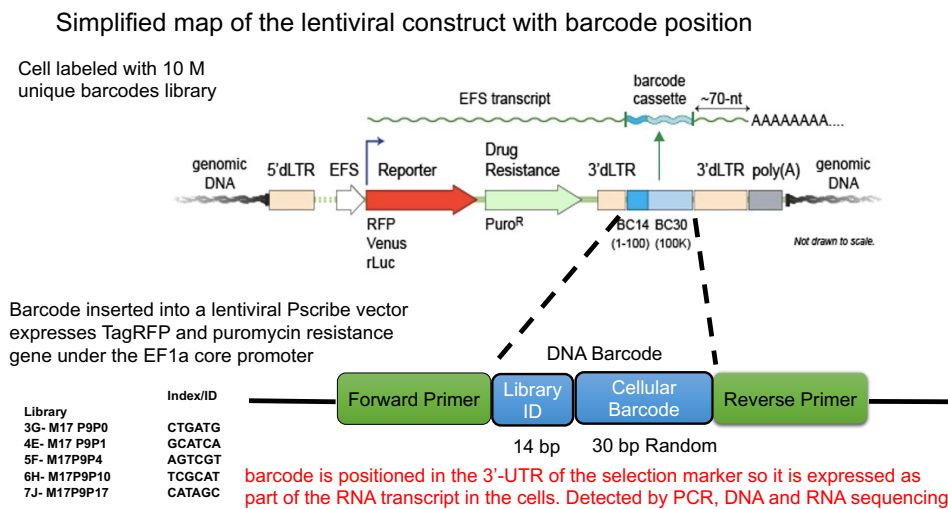 Simplified map of the lentiviral construct with barcode position
Cell labeled with 10 M
unique barcodes library
EFS transcript
barcode
cassette
~70-nt
AAAAAAAA....
genomic
DNA
5'dLTR
EFS
Reporter
Drug
Resistance
3'dLTR
3'dLTR
poly(A)
genomic
DNA
RFP
Venus
rLuc
PuroR
BC14
(1-100)
BC30
(100K)
Not drawn to scale.
Barcode inserted into a lentiviral Pscribe vector
expresses TagRFP and puromycin resistance
gene under the EF1a core promoter
DNA Barcode
Forward Primer
Library
ID
Cellular
Barcode
Reverse Primer
14 bp
30 bp Random
Index/ID
Library
3G- M17 P9P0 CTGATG
4E- M17 P9P1 GCATCA
5F- M17P9P4 AGTCGT
6H- M17P9P10 TCGCAT
7J- M17P9P17 CATAGC
barcode is positioned in the 3'-UTR of the selection marker so it is expressed as
part of the RNA transcript in the cells. Detected by PCR, DNA and RNA sequencing